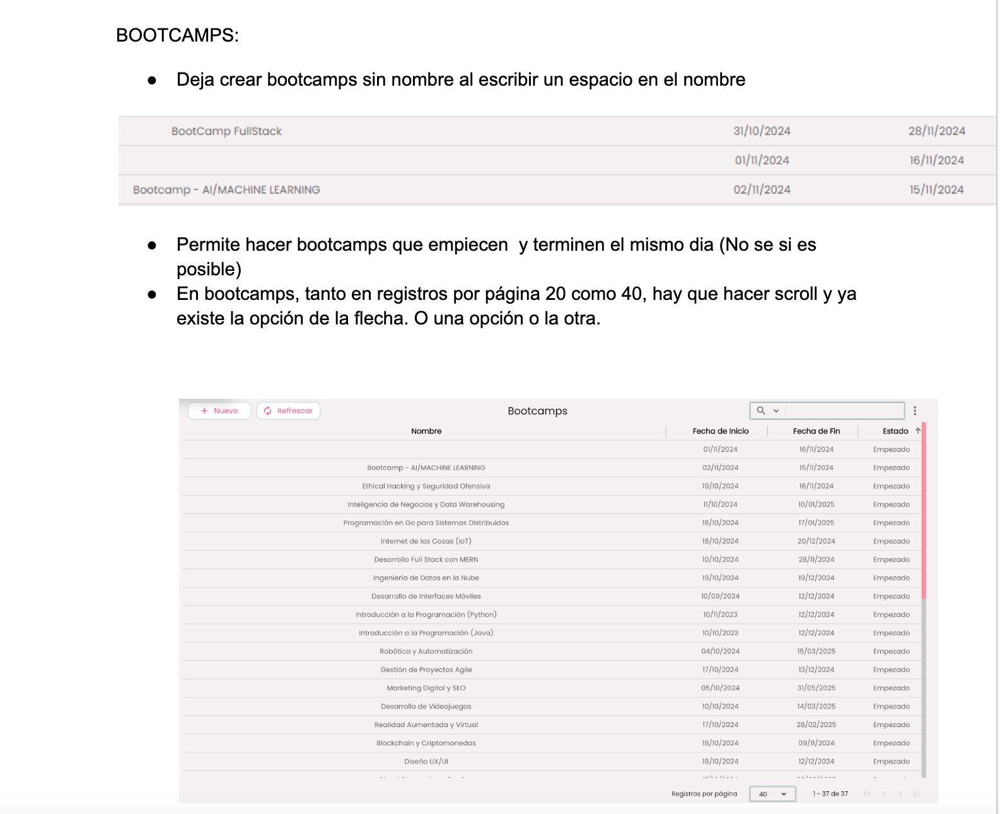 BOOTCAMPS:
● Deja crear bootcamps sin nombre al escribir un espacio en el nombre
BootCamp FullStack 31/10/2024 28/11/2024
01/11/2024 16/11/2024
Bootcamp - AI/MACHINE LEARNING 02/11/2024 15/11/2024
● Permite hacer bootcamps que empiecen  y terminen el mismo dia (No se si es
posible)
● En bootcamps, tanto en registros por página 20 como 40, hay que hacer scroll y ya
existe la opción de la flecha. O una opción o la otra.
+ Nuevo Refrescar Bootcamps
Nombre Fecha de Inicio Fecha de Fin Estado
01/11/2024 16/11/2024 Empezado
Bootcamp - AI/MACHINE LEARNING 02/11/2024 15/11/2024 Empezado
Ethical Hacking y Seguridad Ofensiva 19/10/2024 16/11/2024 Empezado
Inteligencia de Negocios y Data Warehousing 11/10/2024 10/01/2025 Empezado
Programación en Go para Sistemas Distribuidos 18/10/2024 17/01/2025 Empezado
Internet de las Cosas (IoT) 18/10/2024 20/12/2024 Empezado
Desarrollo Full Stack con MERN 10/10/2024 28/11/2024 Empezado
Ingeniería de Datos en la Nube 19/10/2024 19/12/2024 Empezado
Desarrollo de Interfaces Móviles 10/09/2024 12/12/2024 Empezado
Introducción a la Programación (Python) 10/11/2023 12/12/2024 Empezado
Introducción a la Programación (Java) 10/10/2023 12/12/2024 Empezado
Robótica y Automatización 04/10/2024 15/03/2025 Empezado
Gestión de Proyectos Agile 17/10/2024 13/12/2024 Empezado
Marketing Digital y SEO 05/10/2024 31/05/2025 Empezado
Desarrollo de Videojuegos 10/10/2024 14/03/2025 Empezado
Realidad Aumentada y Virtual 17/10/2024 28/02/2025 Empezado
Blockchain y Criptomonedas 18/10/2024 09/11/2024 Empezado
Diseño UX/UI 18/10/2024 12/12/2024 Empezado
Registros por página 40 1 - 37 de 37